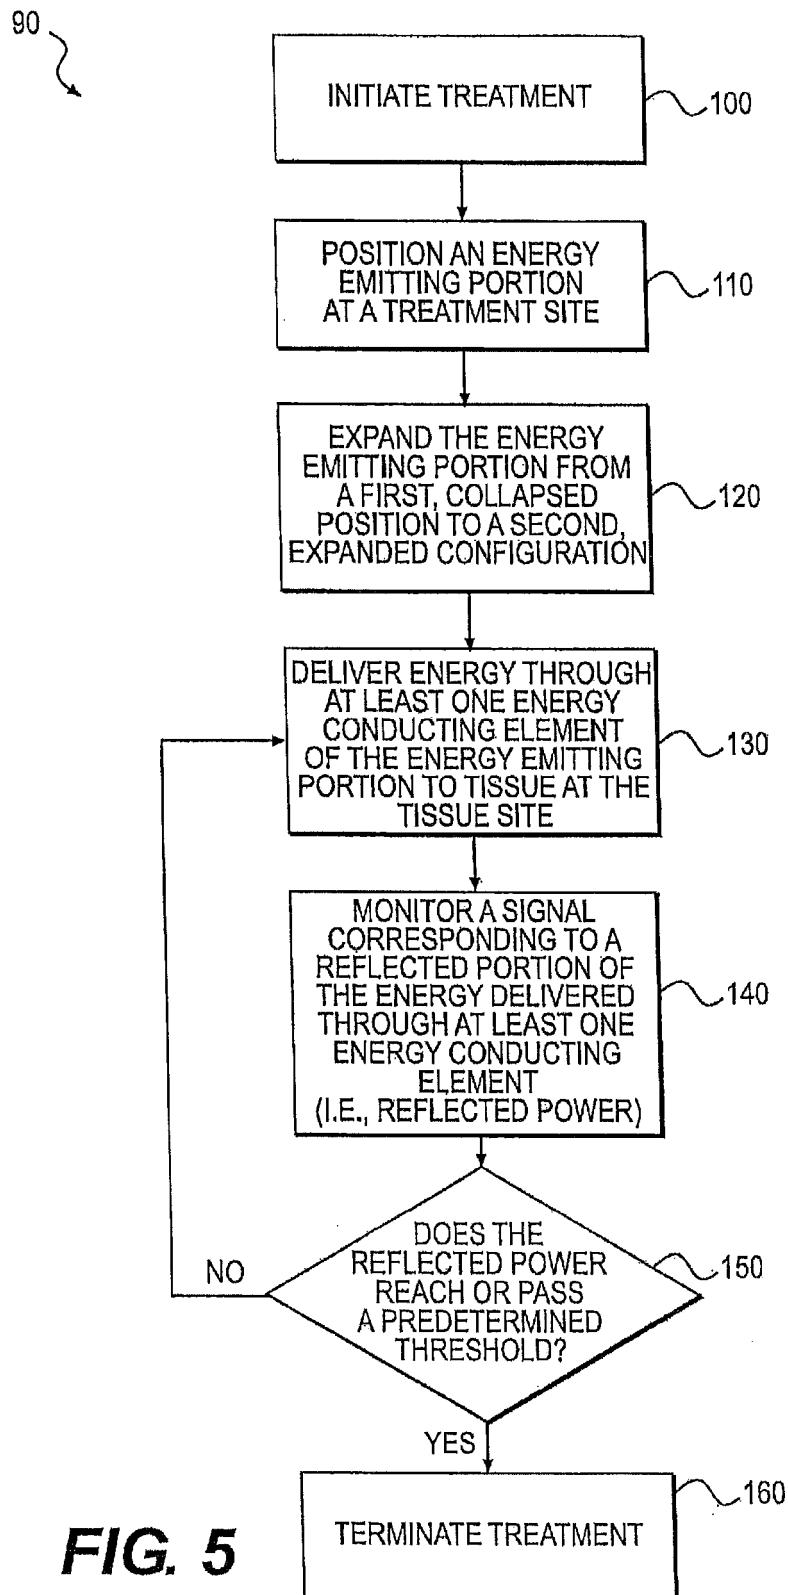 90
INITIATE TREATMENT
100
POSITION AN ENERGY
EMITTING PORTION
AT A TREATMENT SITE
110
EXPAND THE ENERGY
EMITTING PORTION FROM
A FIRST, COLLAPSED
POSITION TO A SECOND,
EXPANDED CONFIGURATION
120
DELIVER ENERGY THROUGH
AT LEAST ONE ENERGY
CONDUCTING ELEMENT
OF THE ENERGY EMITTING
PORTION TO TISSUE AT THE
TISSUE SITE
130
MONITOR A SIGNAL
CORRESPONDING TO A
REFLECTED PORTION OF
THE ENERGY DELIVERED
THROUGH AT LEAST ONE
ENERGY CONDUCTING
ELEMENT
(I.E., REFLECTED POWER)
140
DOES THE
REFLECTED POWER
REACH OR PASS
A PREDETERMINED
THRESHOLD?
150
NO
YES
TERMINATE TREATMENT
160
FIG. 5